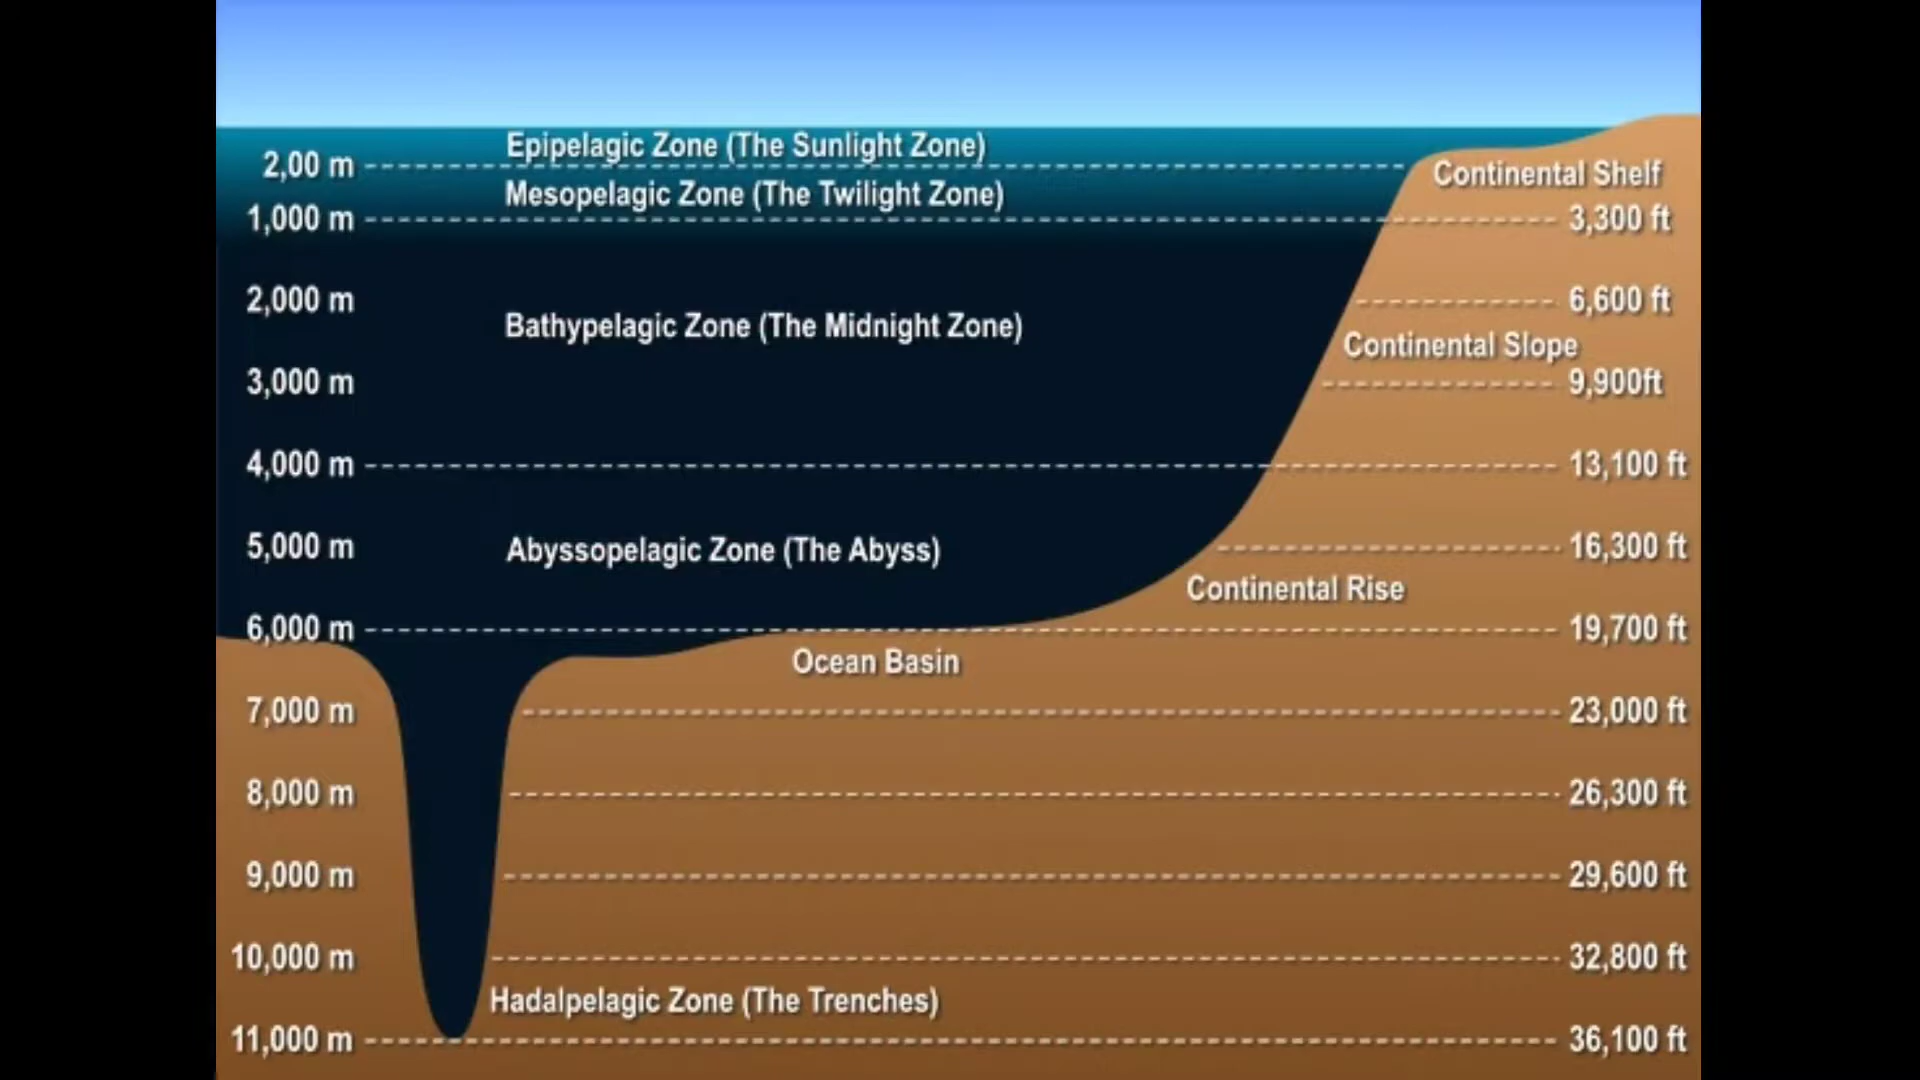 Epipelagic Zone (The Sunlight Zone)
2,00 m
Continental Shelf
Mesopelagic Zone (The Twilight Zone)
1,000 m
3,300 ft
2,000 m
6,600 ft
Bathypelagic Zone (The Midnight Zone)
Continental Slope
3,000 m
9,900ft
4,000 m
13,100 ft
5,000 m
Abyssopelagic Zone (The Abyss)
16,300 ft
Continental Rise
6,000 m
19,700 ft
Ocean Basin
7,000 m
23,000 ft
8,000 m
26,300 ft
9,000 m
29,600 ft
10,000 m
32,800 ft
Hadalpelagic Zone (The Trenches)
11,000 m
36,100 ft